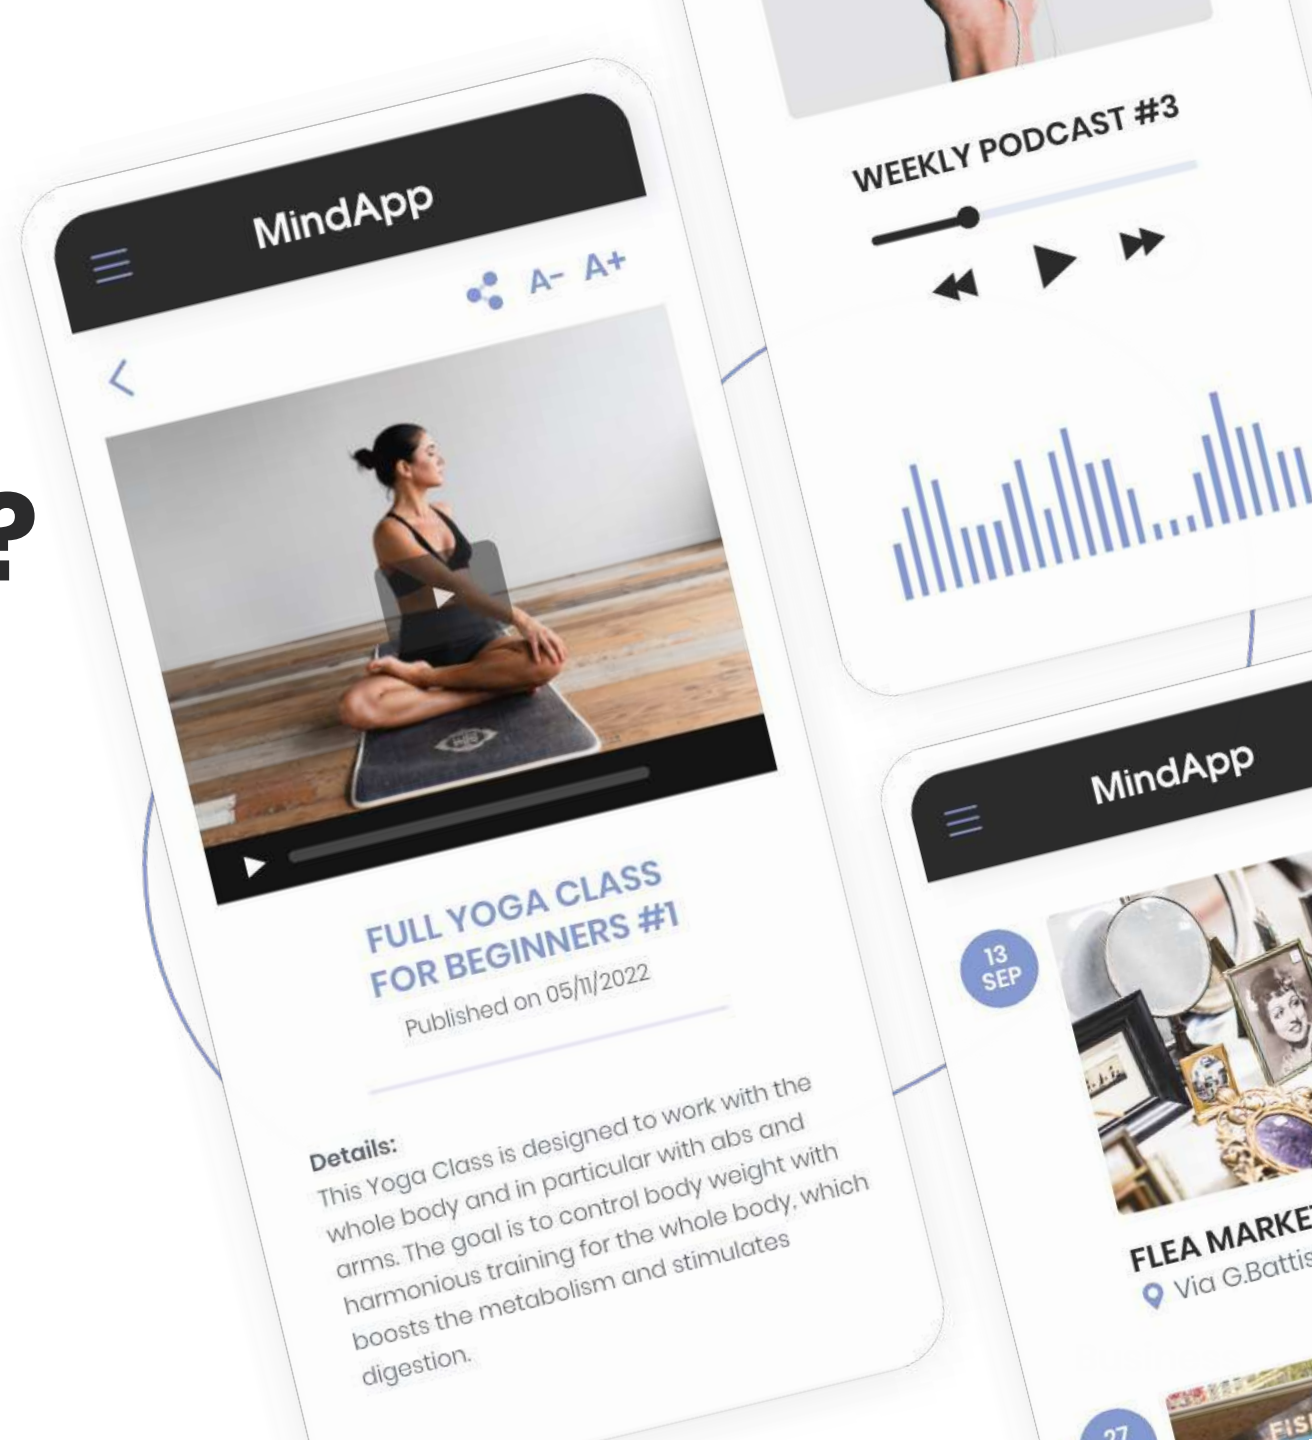 ?
MindApp
A- A+
FULL YOGA CLASS
FOR BEGINNERS #1
Published on 05/11/2022
Details:
This Yoga Class is designed to work with the
whole body and in particular with abs and
arms. The goal is to control body weight with
harmonious training for the whole body, which
boosts the metabolism and stimulates
digestion.
WEEKLY PODCAST #3
MindApp
13
SEP
FLEA MARKE
Via G.Battis
27
FIS